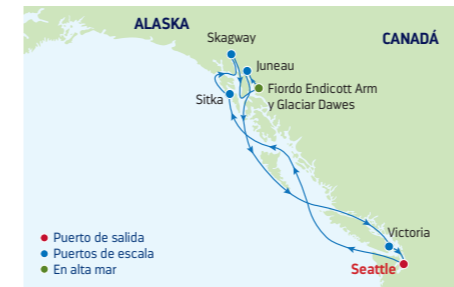 ALASKA
CANADÁ
Skagway
Juneau
Fiordo Endicott Arm
y Glaciar Dawes
Sitka
Victoria
Seattle
Puerto de salida
Puertos de escala
En alta mar